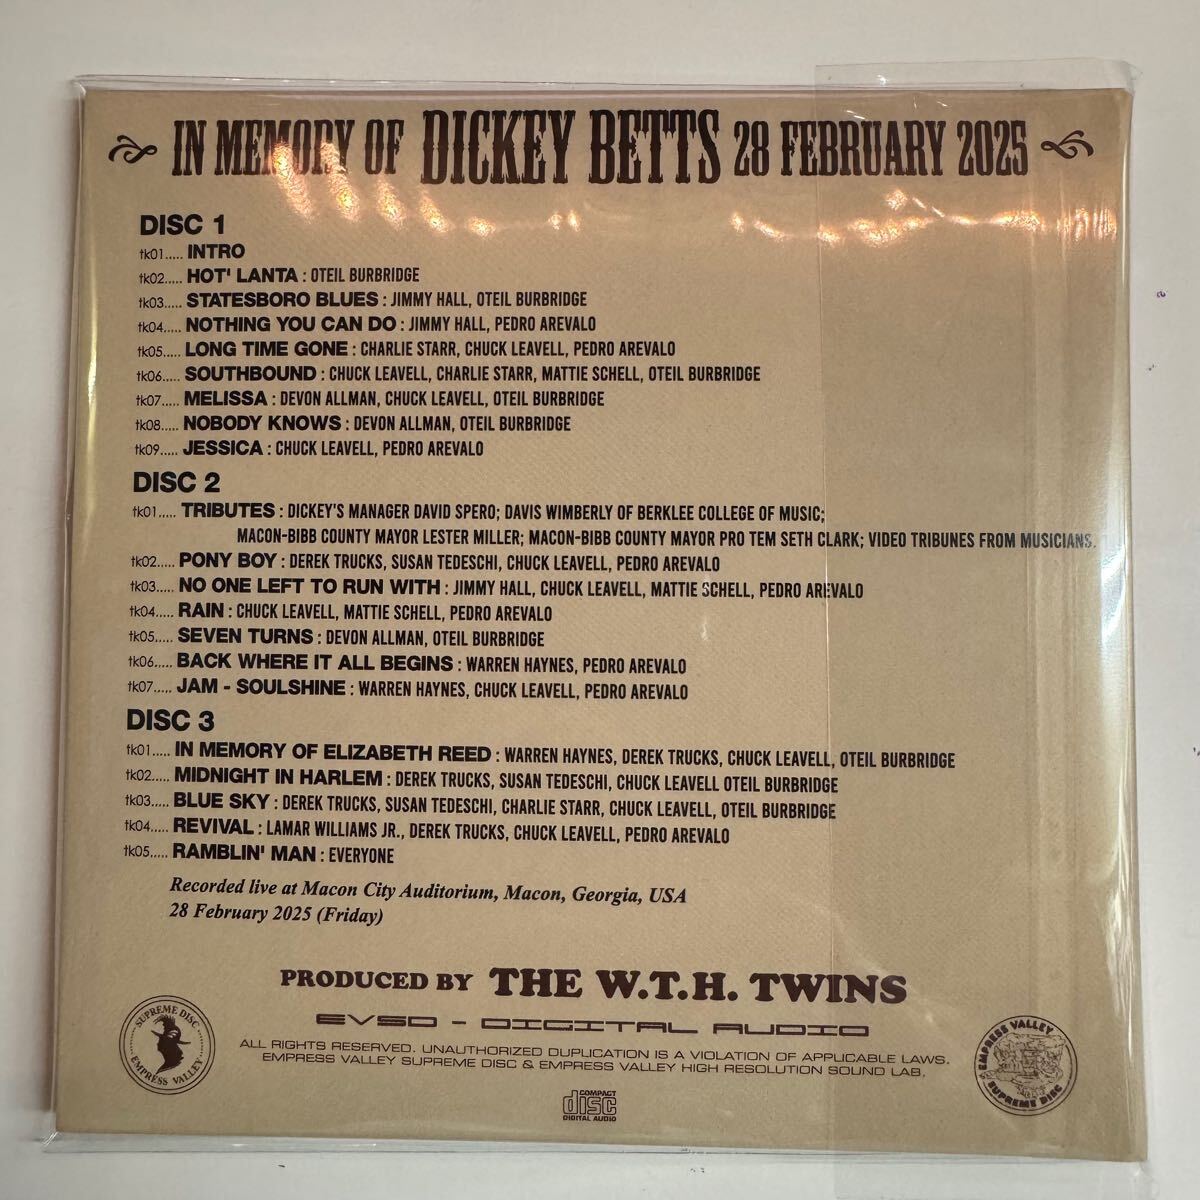 IN MEMORY OF DICKEY BETTS 28 FEBRUARY 2025
DISC 1
tk01..... INTRO
tk02..... HOT' LANTA : OTEIL BURBRIDGE
tk03..... STATESBORO BLUES : JIMMY HALL, OTEIL BURBRIDGE
tk04..... NOTHING YOU CAN DO : JIMMY HALL, PEDRO AREVALO
tk05..... LONG TIME GONE : CHARLIE STARR, CHUCK LEAVELL, PEDRO AREVALO
tk06..... SOUTHBOUND : CHUCK LEAVELL, CHARLIE STARR, MATTIE SCHELL, OTEIL BURBRIDGE
tk07..... MELISSA : DEVON ALLMAN, CHUCK LEAVELL, OTEIL BURBRIDGE
tk08..... NOBODY KNOWS : DEVON ALLMAN, OTEIL BURBRIDGE
tk09..... JESSICA : CHUCK LEAVELL, PEDRO AREVALO
DISC 2
tk01..... TRIBUTES : DICKEY'S MANAGER DAVID SPERO; DAVIS WIMBERLY OF BERKLEE COLLEGE OF MUSIC;
MACON-BIBB COUNTY MAYOR LESTER MILLER; MACON-BIBB COUNTY MAYOR PRO TEM SETH CLARK; VIDEO TRIBUNES FROM MUSICIANS.
tk02..... PONY BOY : DEREK TRUCKS, SUSAN TEDESCHI, CHUCK LEAVELL, PEDRO AREVALO
tk03..... NO ONE LEFT TO RUN WITH : JIMMY HALL, CHUCK LEAVELL, MATTIE SCHELL, PEDRO AREVALO
tk04..... RAIN : CHUCK LEAVELL, MATTIE SCHELL, PEDRO AREVALO
tk05..... SEVEN TURNS : DEVON ALLMAN, OTEIL BURBRIDGE
tk06..... BACK WHERE IT ALL BEGINS : WARREN HAYNES, PEDRO AREVALO
tk07..... JAM - SOULSHINE : WARREN HAYNES, CHUCK LEAVELL, PEDRO AREVALO
DISC 3
tk01..... IN MEMORY OF ELIZABETH REED : WARREN HAYNES, DEREK TRUCKS, CHUCK LEAVELL, OTEIL BURBRIDGE
tk02..... MIDNIGHT IN HARLEM : DEREK TRUCKS, SUSAN TEDESCHI, CHUCK LEAVELL OTEIL BURBRIDGE
tk03..... BLUE SKY : DEREK TRUCKS, SUSAN TEDESCHI, CHARLIE STARR, CHUCK LEAVELL, OTEIL BURBRIDGE
tk04..... REVIVAL : LAMAR WILLIAMS JR., DEREK TRUCKS, CHUCK LEAVELL, PEDRO AREVALO
tk05..... RAMBLIN' MAN : EVERYONE
Recorded live at Macon City Auditorium, Macon, Georgia, USA
28 February 2025 (Friday)
PRODUCED BY THE W.T.H. TWINS
EVSD - DIGITAL AUDIO
ALL RIGHTS RESERVED. UNAUTHORIZED DUPLICATION IS A VIOLATION OF APPLICABLE LAWS.
EMPRESS VALLEY SUPREME DISC & EMPRESS VALLEY HIGH RESOLUTION SOUND LAB.
SUPREME DISC
EMPRESS VALLEY
EMPRESS VALLEY
SUPREME DISC
COMPACT
disc
DIGITAL AUDIO